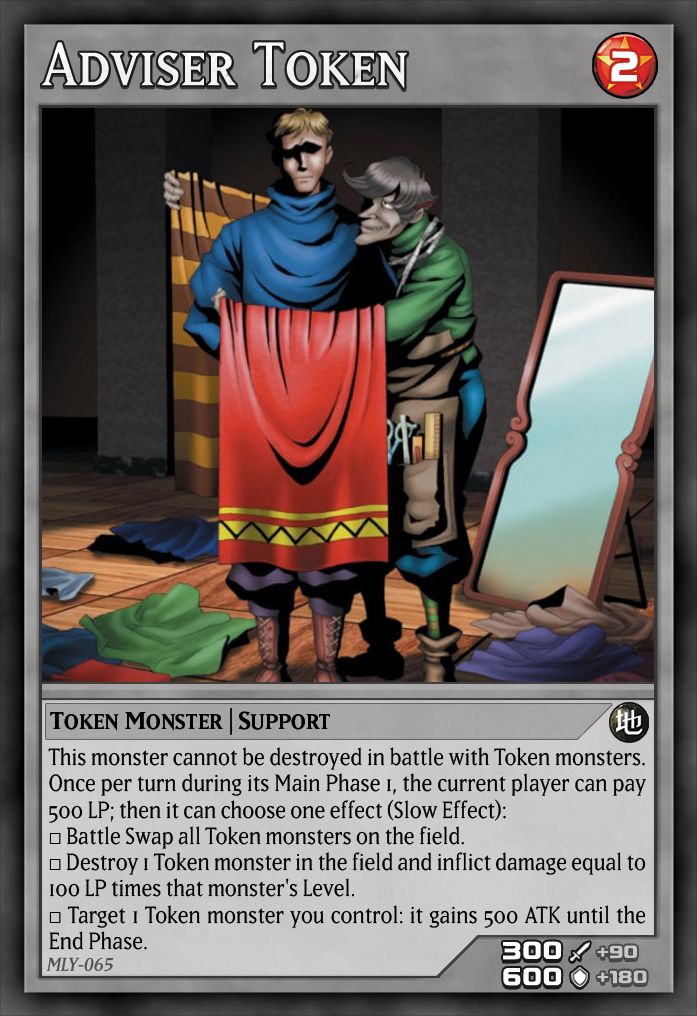 Adviser Token
2
Token Monster | Support
This monster cannot be destroyed in battle with Token monsters.
Once per turn during its Main Phase 1, the current player can pay
500 LP; then it can choose one effect (Slow Effect):
□ Battle Swap all Token monsters on the field.
□ Destroy 1 Token monster in the field and inflict damage equal to
100 LP times that monster's Level.
□ Target 1 Token monster you control: it gains 500 ATK until the
End Phase.
MLY-065
300 +90
600 +180